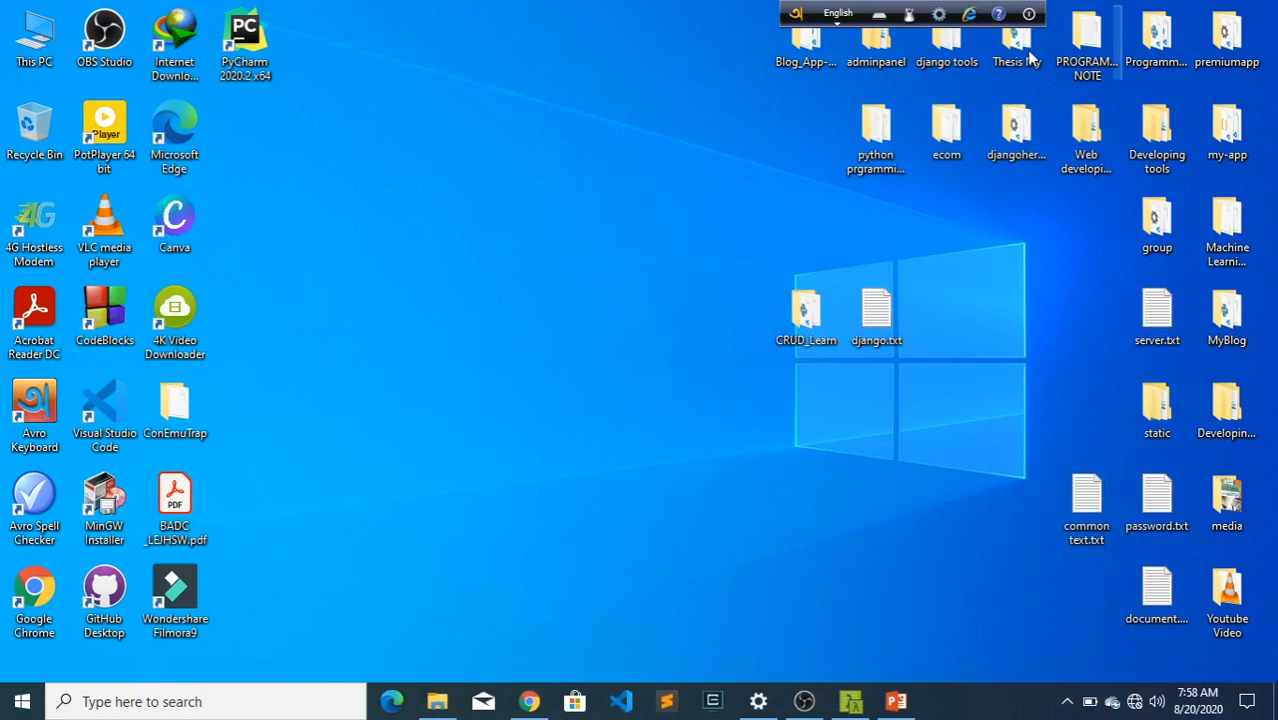 English
This PC
OBS Studio
Internet
Downlo...
PC
PyCharm
2020.2 x64
Blog_App-...
adminpanel
django tools
PROGRAM...
NOTE
Programm...
premiumapp
Recycle Bin
Player
PotPlayer 64
bit
Microsoft
Edge
python
prgrammi...
ecom
djangoher...
Web
developi...
Developing
tools
my-app
4G
4G Hostless
Modem
VLC media
player
Canva
group
Machine
Learni...
Acrobat
Reader DC
CodeBlocks
4K Video
Downloader
CRUD_Learn
django.txt
server.txt
MyBlog
অ
Avro
Keyboard
Visual Studio
Code
ConEmuTrap
static
Developin...
Avro Spell
Checker
MinGW
Installer
PDF
BADC
_LEJHSW.pdf
common
text.txt
password.txt
media
Google
Chrome
GitHub
Desktop
Wondershare
Filmora9
document....
Youtube
Video
Type here to search
7:58 AM
8/20/2020